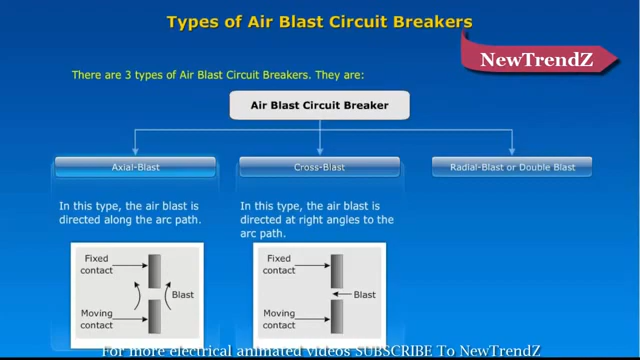 Types of Air Blast Circuit Breakers
NewTrendZ
There are 3 types of Air Blast Circuit Breakers. They are:
Air Blast Circuit Breaker
Axial-Blast
Cross-Blast
Radial-Blast or Double Blast
In this type, the air blast is
directed along the arc path.
In this type, the air blast is
directed at right angles to the
arc path.
Fixed
contact
Blast
Moving
contact
Fixed
contact
Blast
Moving
contact
For more electrical animated videos SUBSCRIBE To NewTrendZ